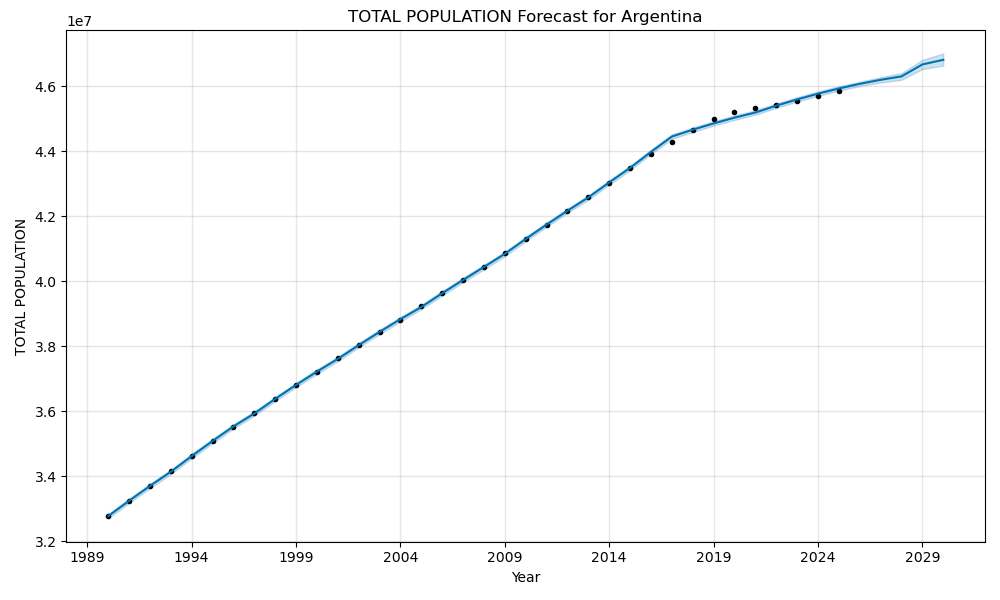 TOTAL POPULATION Forecast for Argentina
1e7
4.6
4.4
4.2
4.0
3.8
3.6
3.4
3.2
TOTAL POPULATION
1989 1994 1999 2004 2009 2014 2019 2024 2029
Year